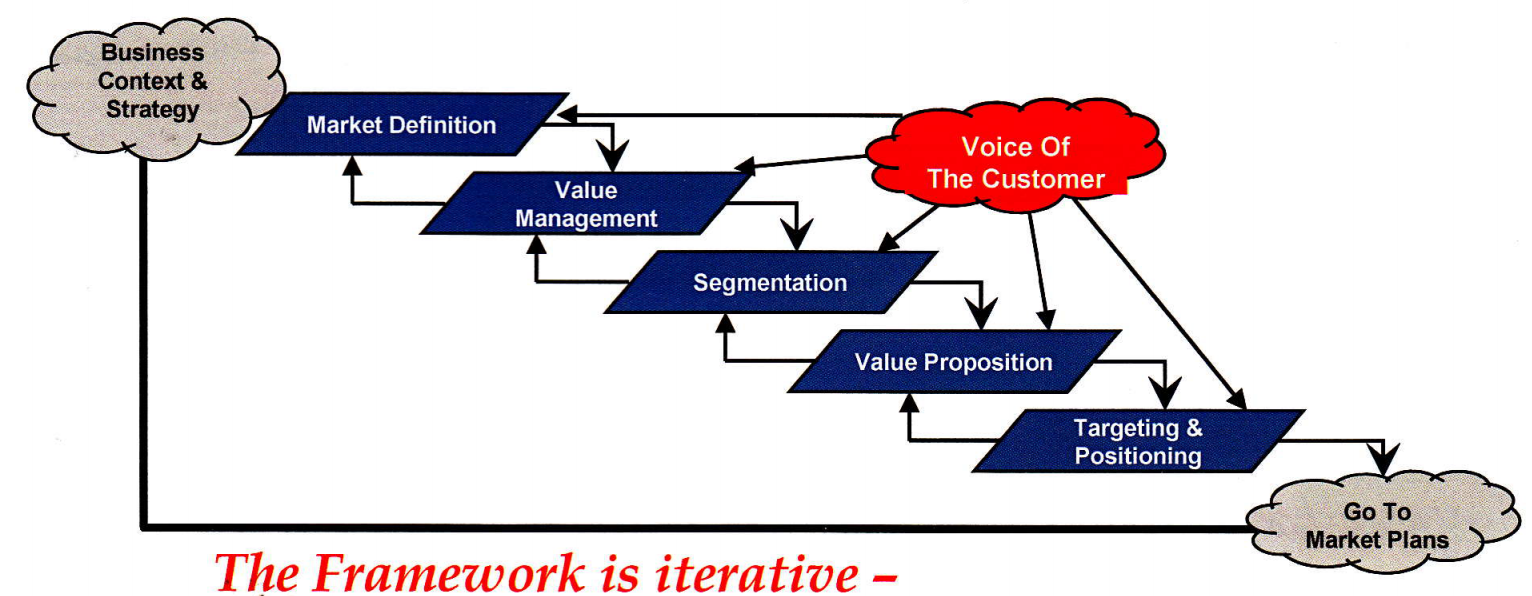 Business
Context &
Strategy
Market Definition
Voice Of
The Customer
Value
Management
Segmentation
Value Proposition
Targeting &
Positioning
Go To
Market Plans
The Framework is iterative –